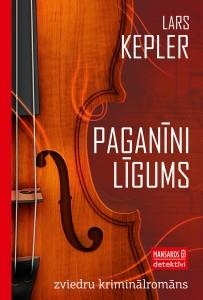 LARS
KEPLER
PAGANĪNI
LĪGUMS
MANSARDS
detektīvi
zviedru kriminālromāns